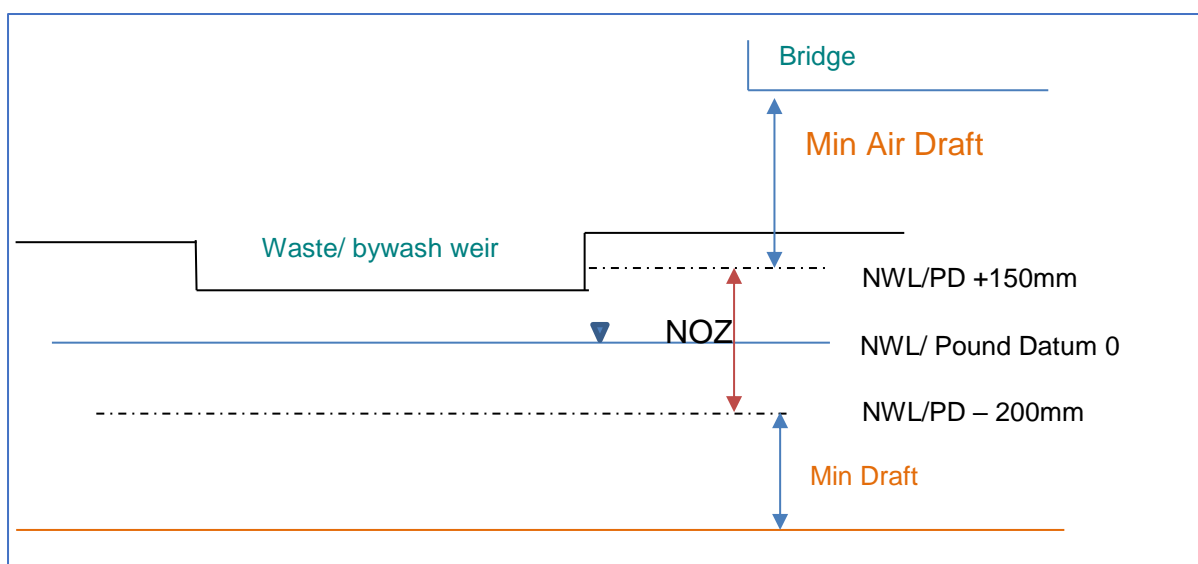 Bridge
Min Air Draft
Waste/ bywash weir
NWL/PD +150mm
NOZ
NWL/ Pound Datum 0
NWL/PD – 200mm
Min Draft